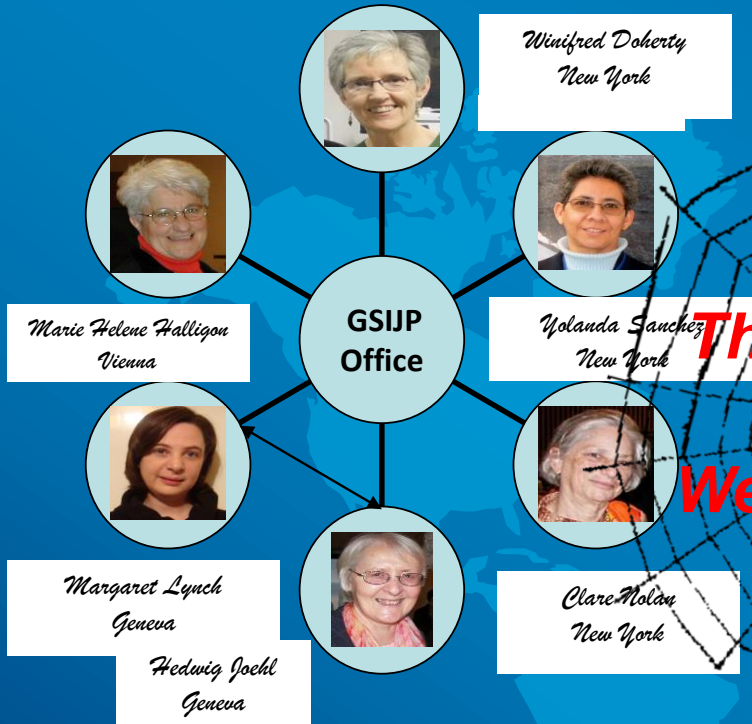 Winifred Doherty
New York
Marie Helene Halligon
Vienna
GSIJP
Office
Yolanda Sanchez
New York
Th
We
Margaret Lynch
Geneva
Clare Nolan
New York
Hedwig Joehl
Geneva